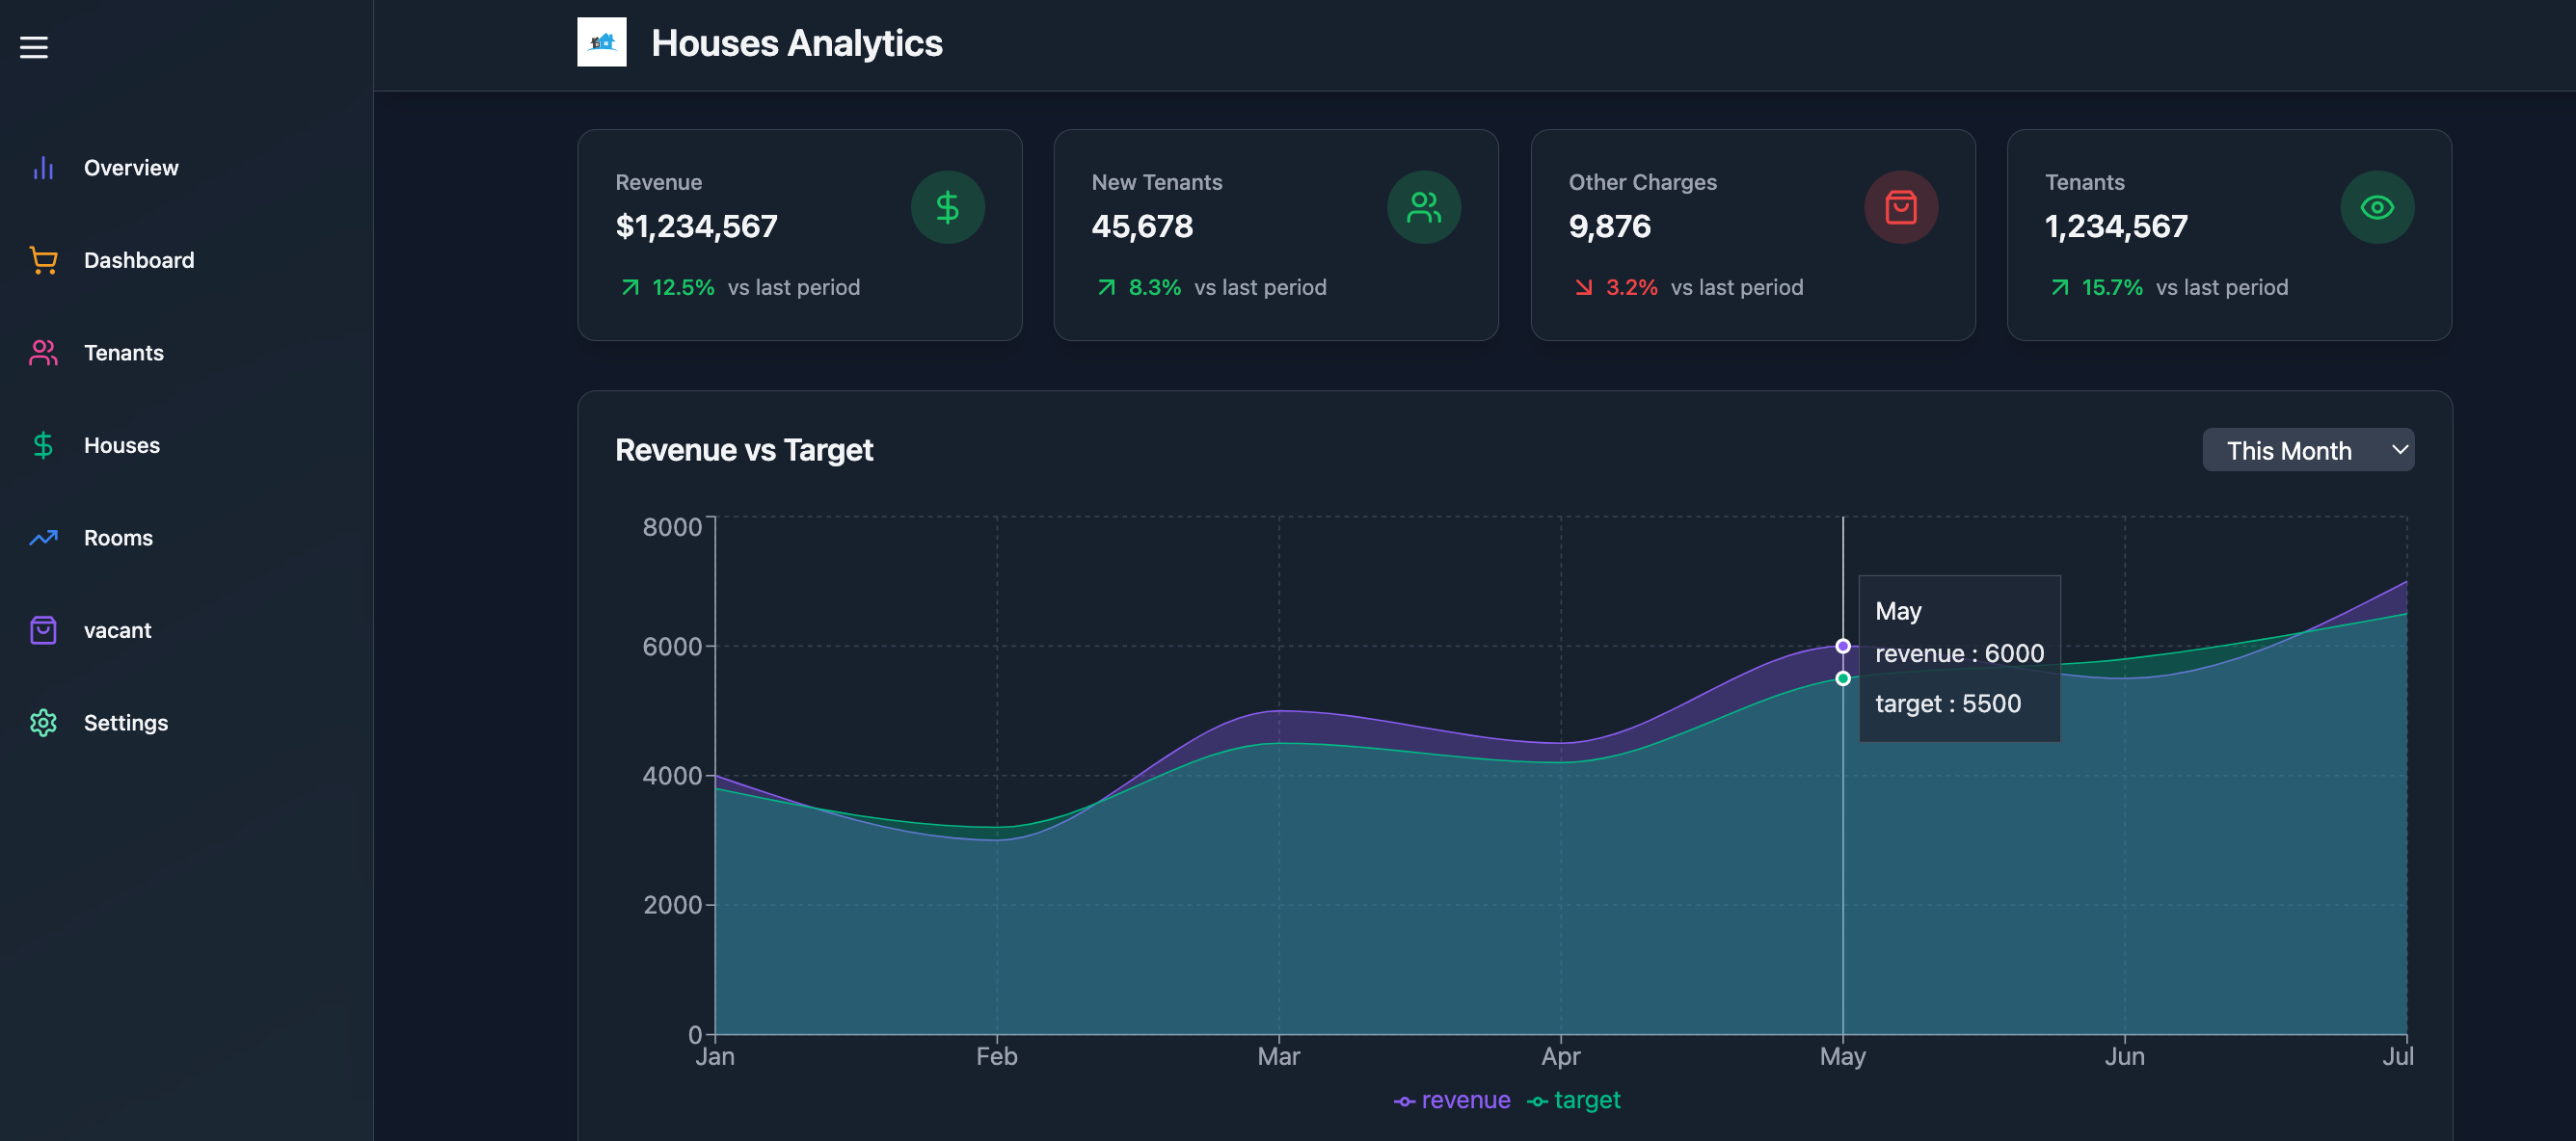 Houses Analytics
Overview
Dashboard
Tenants
Houses
Rooms
vacant
Settings
Revenue
$1,234,567
12.5% vs last period
New Tenants
45,678
8.3% vs last period
Other Charges
9,876
3.2% vs last period
Tenants
1,234,567
15.7% vs last period
Revenue vs Target
This Month
8000
6000
4000
2000
0
May
revenue : 6000
target : 5500
Jan Feb Mar Apr May Jun Jul
revenue target